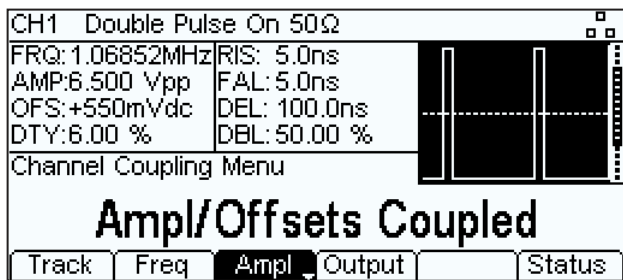 CH1 Double Pulse On 50Ω
FRQ:1.06852MHz RIS: 5.0ns
AMP:6.500 Vpp FAL:5.0ns
OFS:+550mVdc DEL: 100.0ns
DTY:6.00 % DBL:50.00 %
Channel Coupling Menu
Ampl/Offsets Coupled
Track Freq Ampl Output Status